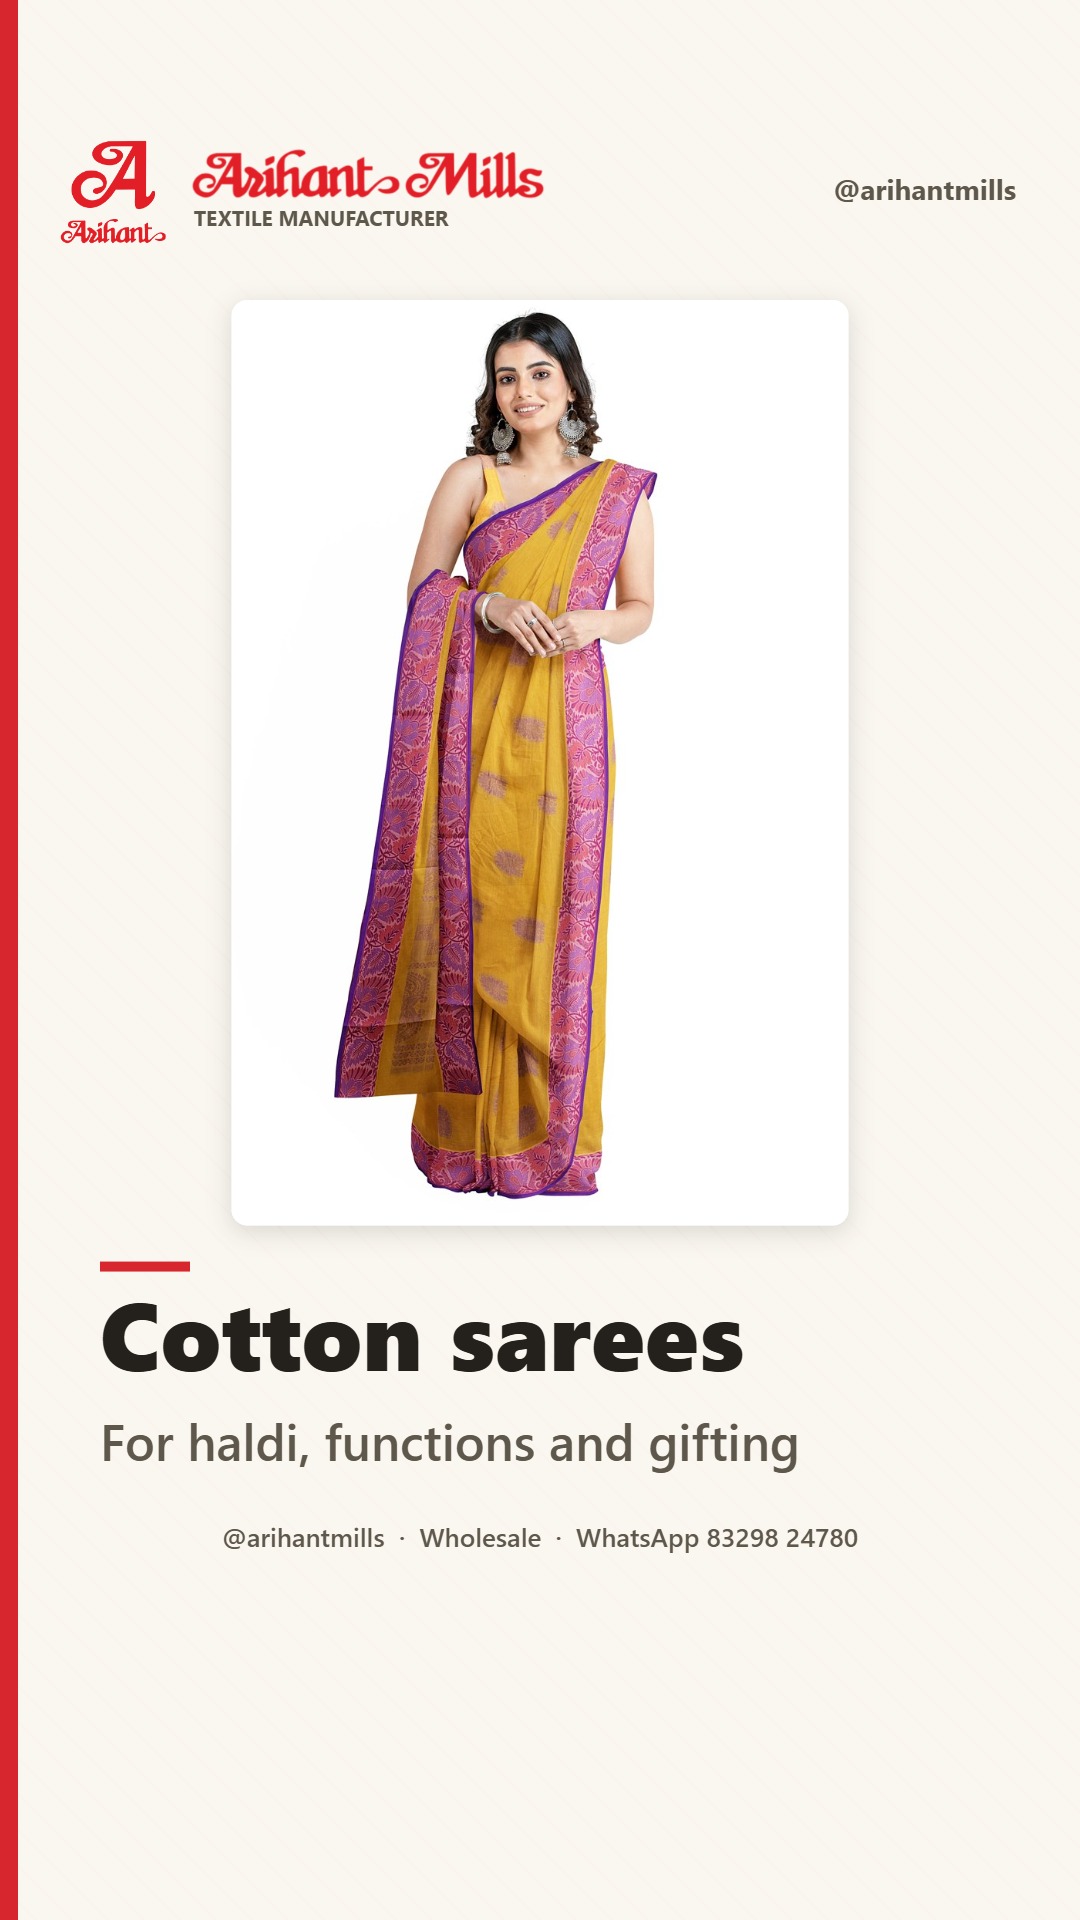 A
Arihant
Arihant Mills
TEXTILE MANUFACTURER
@arihantmills
Cotton sarees
For haldi, functions and gifting
@arihantmills · Wholesale · WhatsApp 83298 24780